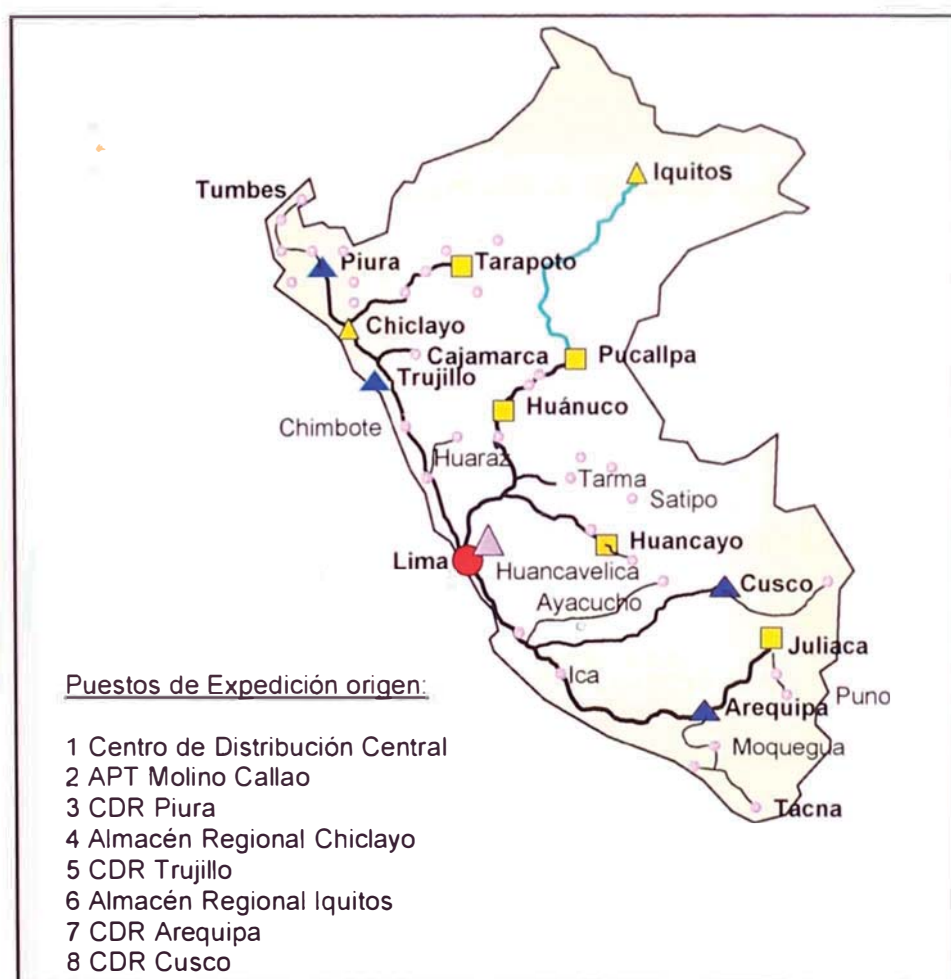 Iquitos
Tumbes
Piura
Tarapoto
Chiclayo
Cajamarca
Pucallpa
Trujillo
Huánuco
Chimbote
Huaraz
Tarma
Satipo
Huancayo
Lima
Huancavelica
Cusco
Ayacucho
Juliaca
Ica
Puno
Arequipa
Moquegua
Tacna
Puestos de Expedición origen:
1 Centro de Distribución Central
2 APT Molino Callao
3 CDR Piura
4 Almacén Regional Chiclayo
5 CDR Trujillo
6 Almacén Regional Iquitos
7 CDR Arequipa
8 CDR Cusco